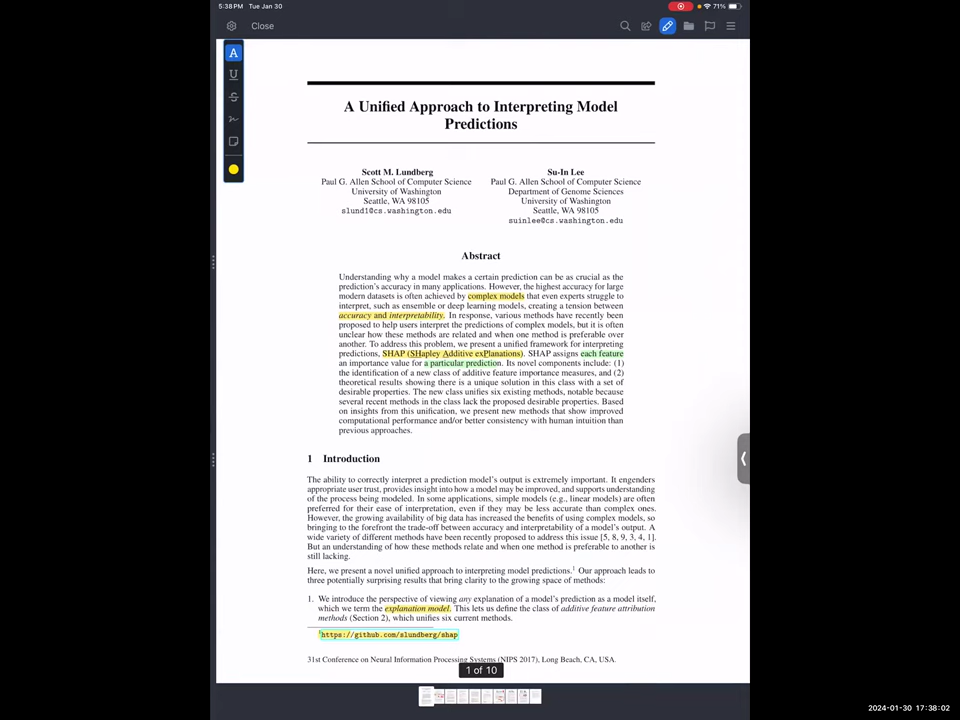 5:38 PM Tue Jan 30
71%
Close
A
U
S
A Unified Approach to Interpreting Model
Predictions
Scott M. Lundberg
Paul G. Allen School of Computer Science
University of Washington
Seattle, WA 98105
slund1@cs.washington.edu
Su-In Lee
Paul G. Allen School of Computer Science
Department of Genome Sciences
University of Washington
Seattle, WA 98105
suinlee@cs.washington.edu
Abstract
Understanding why a model makes a certain prediction can be as crucial as the
prediction's accuracy in many applications. However, the highest accuracy for large
modern datasets is often achieved by complex models that even experts struggle to
interpret, such as ensemble or deep learning models, creating a tension between
accuracy and interpretability. In response, various methods have recently been
proposed to help users interpret the predictions of complex models, but it is often
unclear how these methods are related and when one method is preferable over
another. To address this problem, we present a unified framework for interpreting
predictions, SHAP (SHapley Additive exPlanations). SHAP assigns each feature
an importance value for a particular prediction. Its novel components include: (1)
the identification of a new class of additive feature importance measures, and (2)
theoretical results showing there is a unique solution in this class with a set of
desirable properties. The new class unifies six existing methods, notable because
several recent methods in the class lack the proposed desirable properties. Based
on insights from this unification, we present new methods that show improved
computational performance and/or better consistency with human intuition than
previous approaches.
1 Introduction
The ability to correctly interpret a prediction model's output is extremely important. It engenders
appropriate user trust, provides insight into how a model may be improved, and supports understanding
of the process being modeled. In some applications, simple models (e.g., linear models) are often
preferred for their ease of interpretation, even if they may be less accurate than complex ones.
However, the growing availability of big data has increased the benefits of using complex models, so
bringing to the forefront the trade-off between accuracy and interpretability of a model's output. A
wide variety of different methods have been recently proposed to address this issue [5, 8, 9, 3, 4, 1].
But an understanding of how these methods relate and when one method is preferable to another is
still lacking.
Here, we present a novel unified approach to interpreting model predictions.1 Our approach leads to
three potentially surprising results that bring clarity to the growing space of methods:
1. We introduce the perspective of viewing any explanation of a model's prediction as a model itself,
which we term the explanation model. This lets us define the class of additive feature attribution
methods (Section 2), which unifies six current methods.
1https://github.com/slundberg/shap
31st Conference on Neural Information Processing Systems (NIPS 2017), Long Beach, CA, USA.
1 of 10
2024-01-30 17:38:02